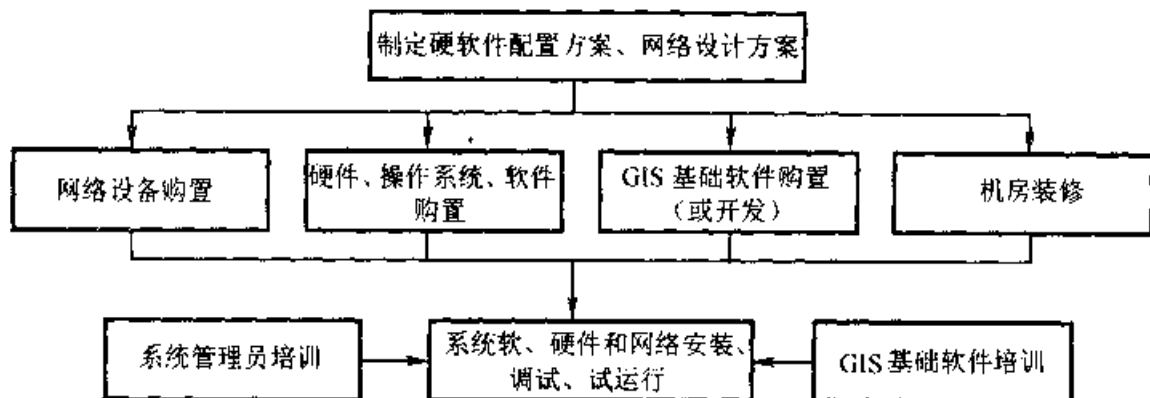 制定硬软件配置方案、网络设计方案
网络设备购置
硬件、操作系统、软件
购置
GIS 基础软件购置
（或开发）
机房装修
系统管理员培训
系统软、硬件和网络安装、
调试、试运行
GIS 基础软件培训